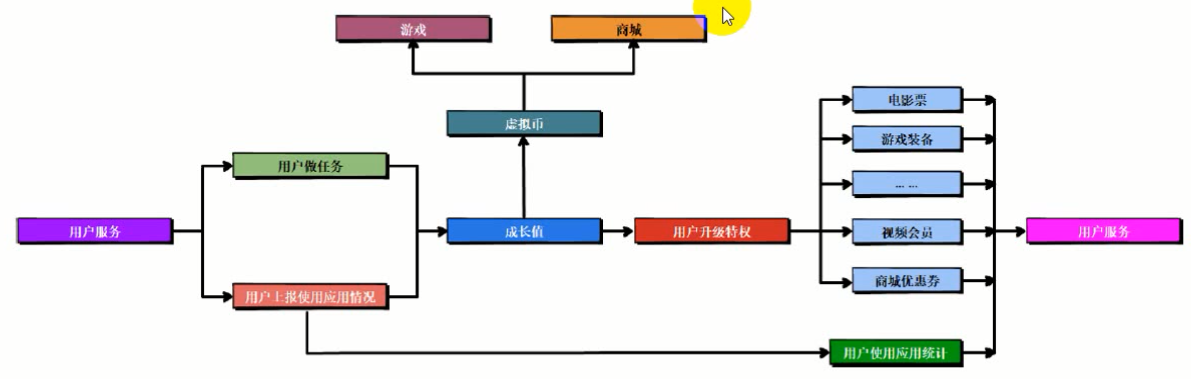 游戏
商城
虚拟币
电影票
游戏装备
用户做任务
... ...
用户服务
成长值
用户升级特权
视频会员
用户服务
商城优惠券
用户上报使用应用情况
用户使用应用统计